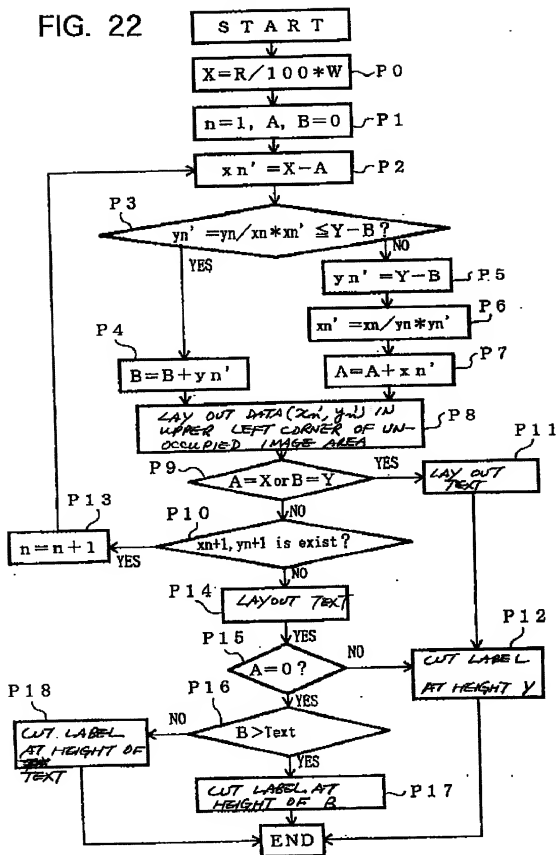 FIG. 22
START
X=R/100*W
P0
n=1, A, B=0
P1
xn'=X-A
P2
P3
yn'=yn/xn*xn'≦Y-B?
NO
YES
yn'=Y-B
P5
xn'=xn/yn*yn'
P6
P4
B=B+yn'
A=A+xn'
P7
LAY OUT DATA (xn', yn') IN
UPPER LEFT CORNER OF UN-
OCCUPIED IMAGE AREA
P8
P9
A=X or B=Y
YES
P11
LAY OUT
TEXT
NO
P13
n=n+1
YES
P10
xn+1, yn+1 is exist?
NO
P14
LAYOUT TEXT
YES
P15
A=0?
NO
P12
CUT LABEL
AT HEIGHT Y
YES
P18
CUT LABEL
AT HEIGHT OF
TEXT
NO
P16
B>Text
YES
CUT LABEL AT
HEIGHT OF B
P17
END